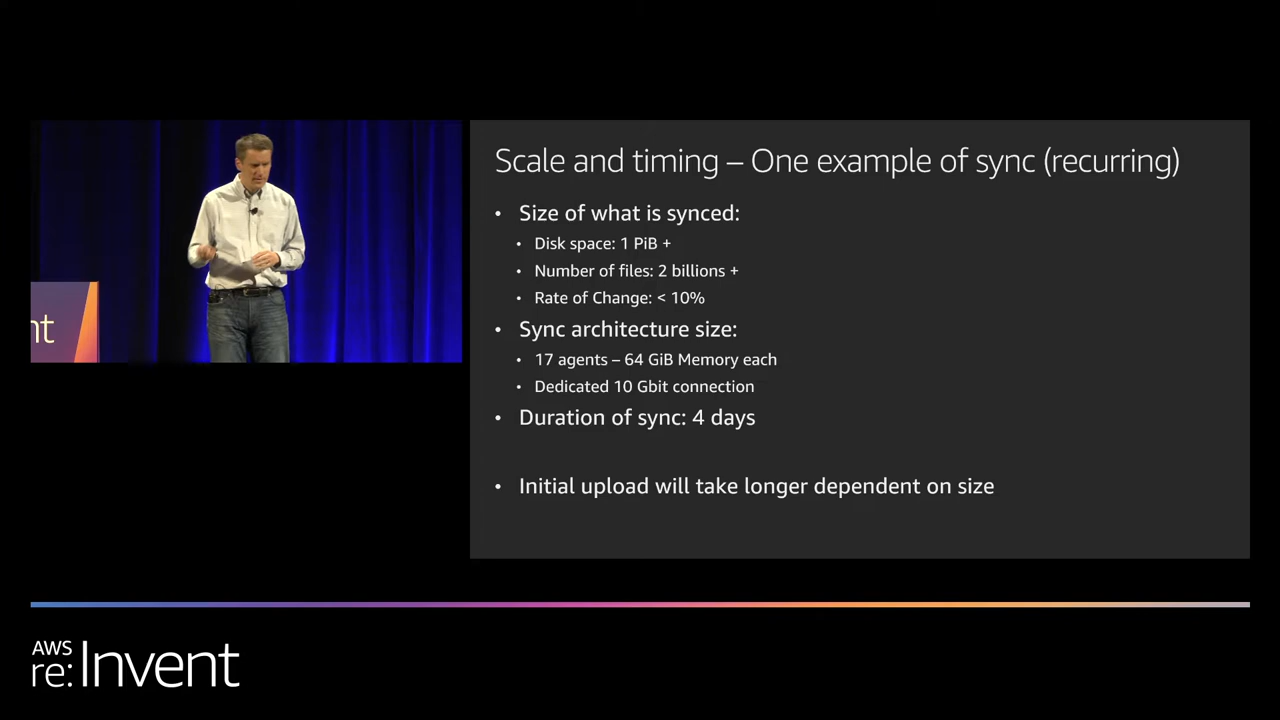 Scale and timing – One example of sync (recurring)
• Size of what is synced:
• Disk space: 1 PiB +
• Number of files: 2 billions +
• Rate of Change: < 10%
• Sync architecture size:
• 17 agents – 64 GiB Memory each
• Dedicated 10 Gbit connection
• Duration of sync: 4 days
• Initial upload will take longer dependent on size
nt
AWS
re:Invent